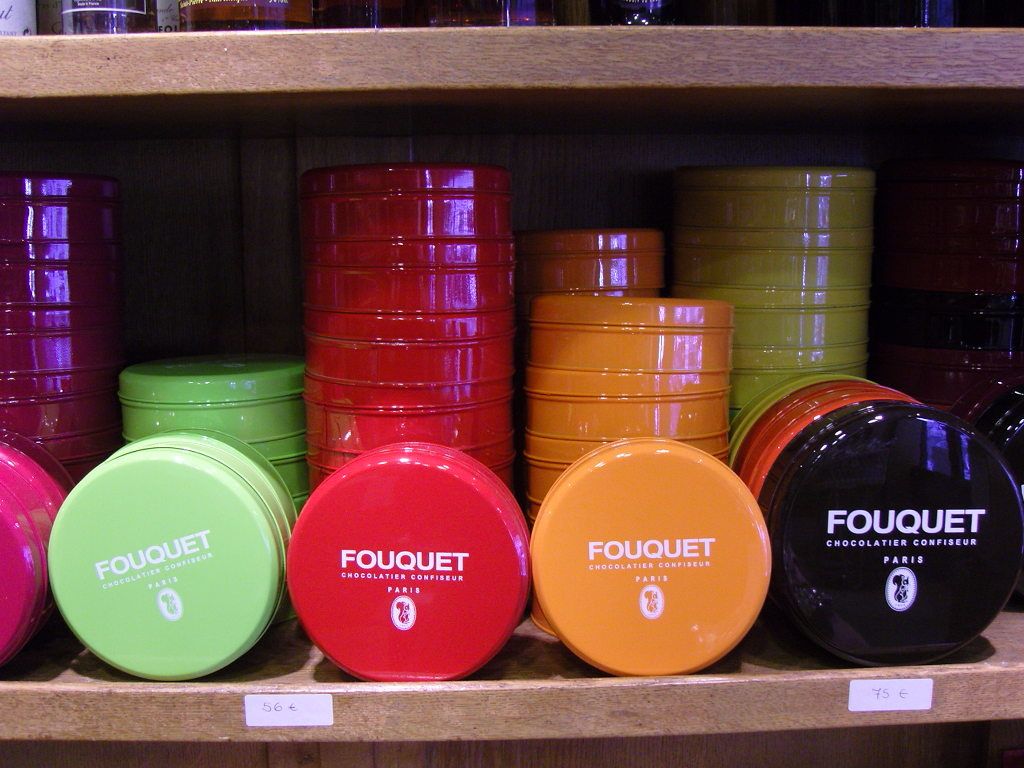 FOUQUET
CHOCOLATIER CONFISEUR
PARIS
FOUQUET
CHOCOLATIER CONFISEUR
PARIS
FOUQUET
CHOCOLATIER CONFISEUR
PARIS
FOUQUET
CHOCOLATIER CONFISEUR
PARIS
56 €
75 €